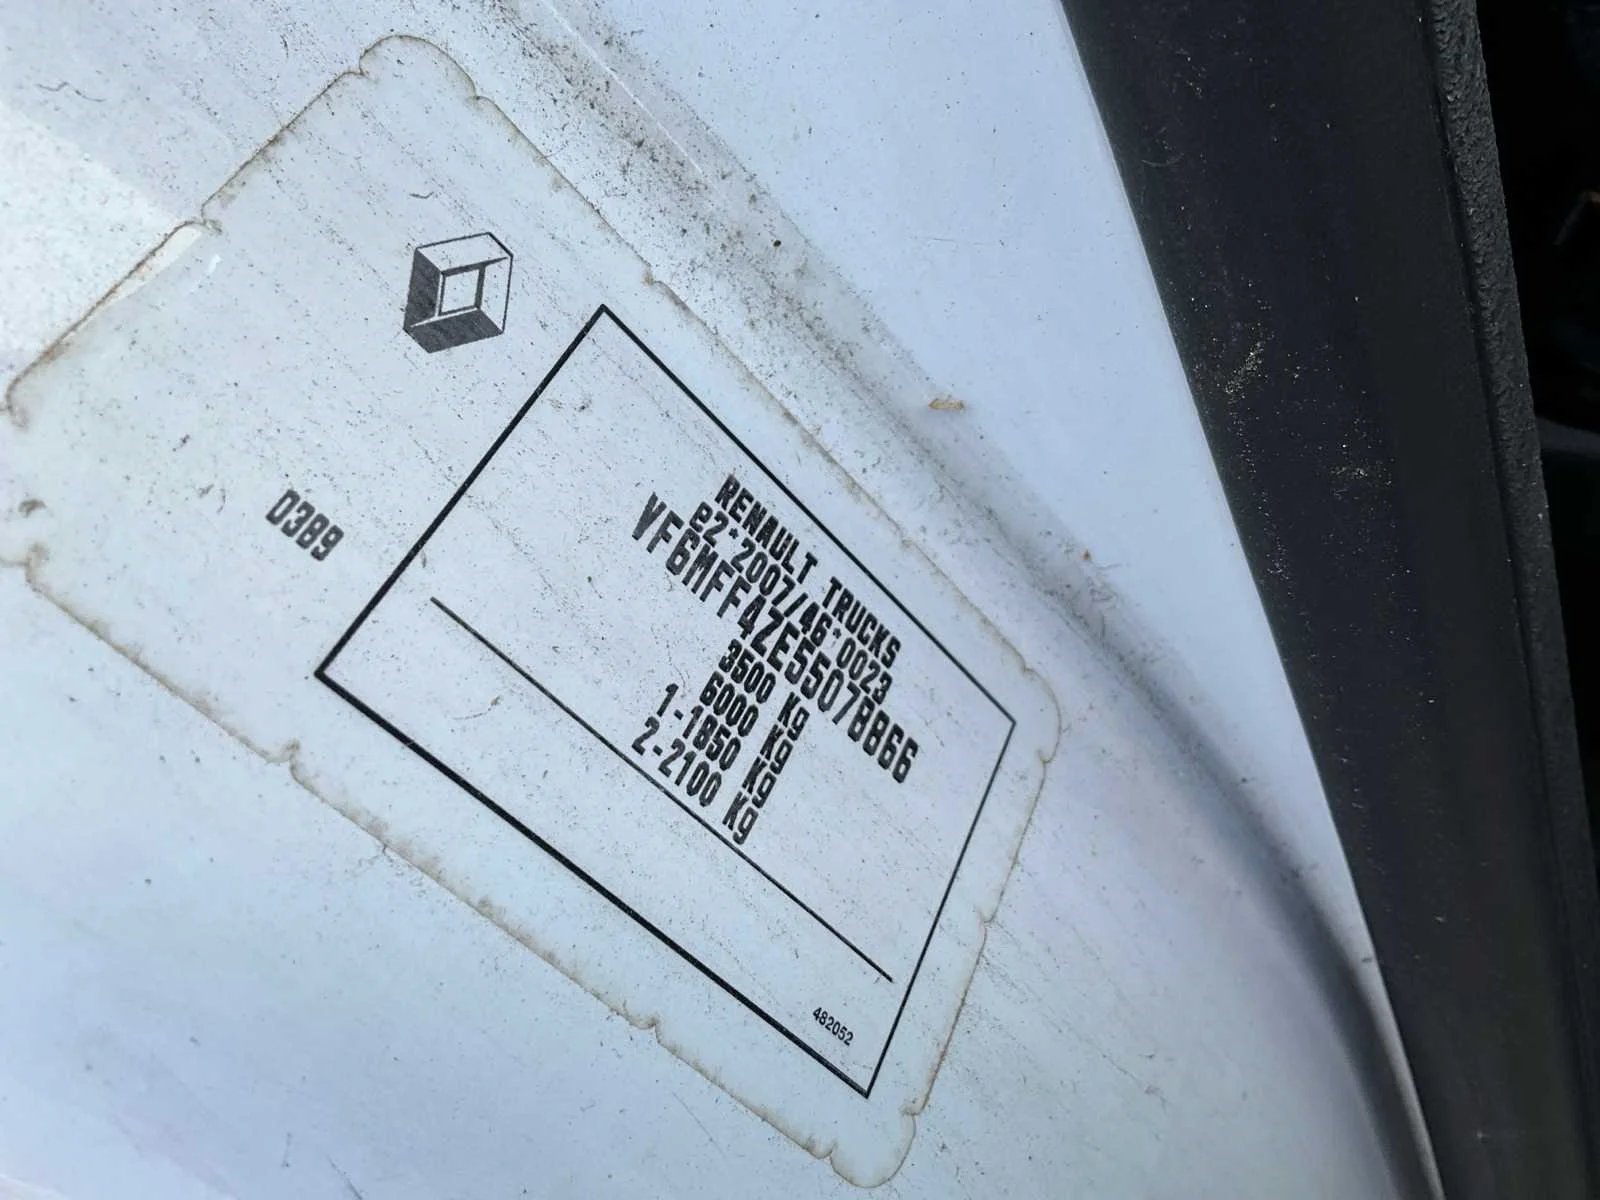 D389
RENAULT TRUCKS
e2*2007/46*0023
VF6MFF4ZE55078866
3500 Kg
6000 Kg
1-1850 Kg
2-2100 Kg
482052